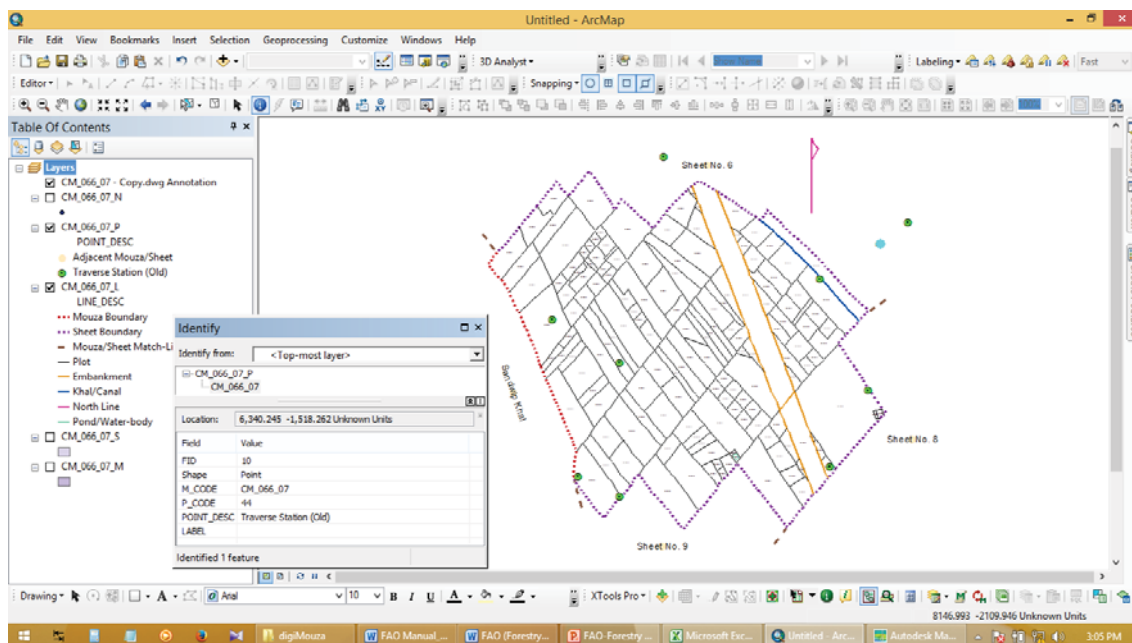 Untitled - ArcMap
File Edit View Bookmarks Insert Selection Geoprocessing Customize Windows Help
3D Analyst
Labeling
Fast
Editor
Snapping
Table Of Contents
Layers
CM_066_07 - Copy.dwg Annotation
CM_066_07_N
CM_066_07_P
POINT_DESC
Adjacent Mouza/Sheet
Traverse Station (Old)
CM_066_07_L
LINE_DESC
Mouza Boundary
Sheet Boundary
Mouza/Sheet Match-Li
Plot
Embankment
Khal/Canal
North Line
Pond/Water-body
CM_066_07_S
CM_066_07_M
Identify
Identify from: <Top-most layer>
CM_066_07_P
CM_066_07
Location: 6,340.245 -1,518.262 Unknown Units
Field Value
FID 10
Shape Point
M_CODE CM_066_07
P_CODE 44
POINT_DESC Traverse Station (Old)
LABEL
Identified 1 feature
Sheet No. 6
Sandwip Khal
Sheet No. 8
Sheet No. 9
Drawing
A
Arial
10
B I U A
XTools Pro
8146.993 -2109.946 Unknown Units
digiMouza
FAO Manual_...
FAO (Forestry...
FAO-Forestry ...
Microsoft Exc...
Untitled - Arc...
Autodesk Ma...
3:05 PM